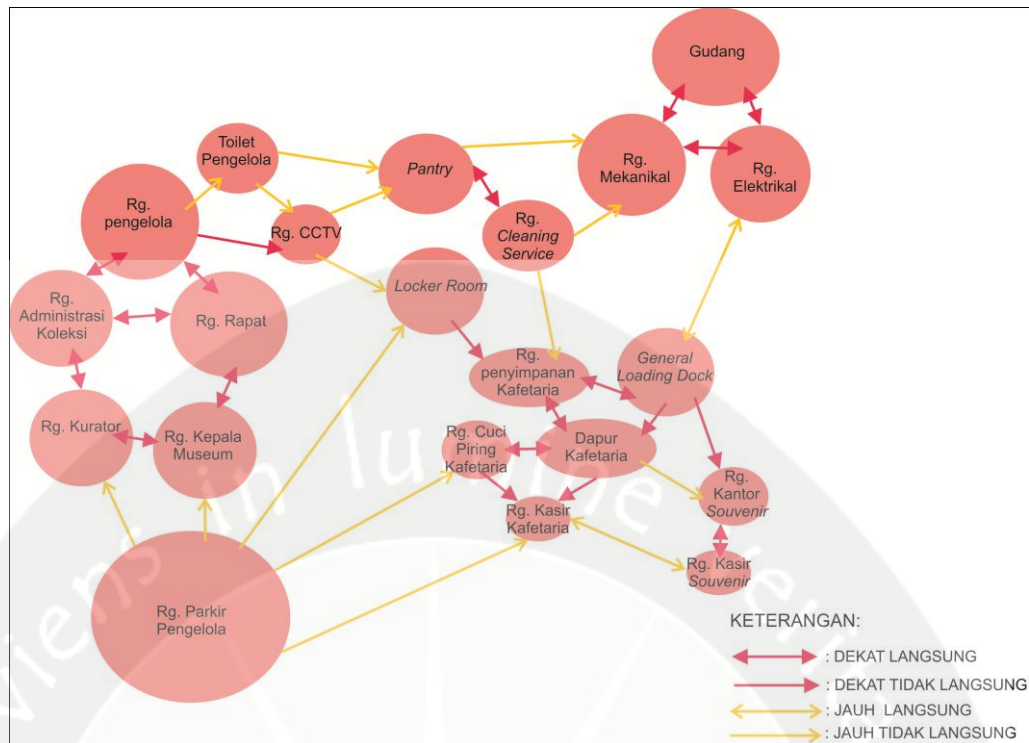 Gudang
Toilet
Pengelola
Pantry
Rg.
Mekanikal
Rg.
Elektrikal
Rg.
pengelola
Rg. CCTV
Rg.
Cleaning
Service
Rg.
Administrasi
Koleksi
Rg. Rapat
Locker Room
Rg.
penyimpanan
Kafetaria
General
Loading Dock
Rg. Kurator
Rg. Kepala
Museum
Rg. Cuci
Piring
Kafetaria
Dapur
Kafetaria
Rg.
Kantor
Souvenir
Rg. Kasir
Kafetaria
Rg. Kasir
Souvenir
Rg. Parkir
Pengelola
KETERANGAN:
: DEKAT LANGSUNG
: DEKAT TIDAK LANGSUNG
: JAUH LANGSUNG
: JAUH TIDAK LANGSUNG
viens in lumine